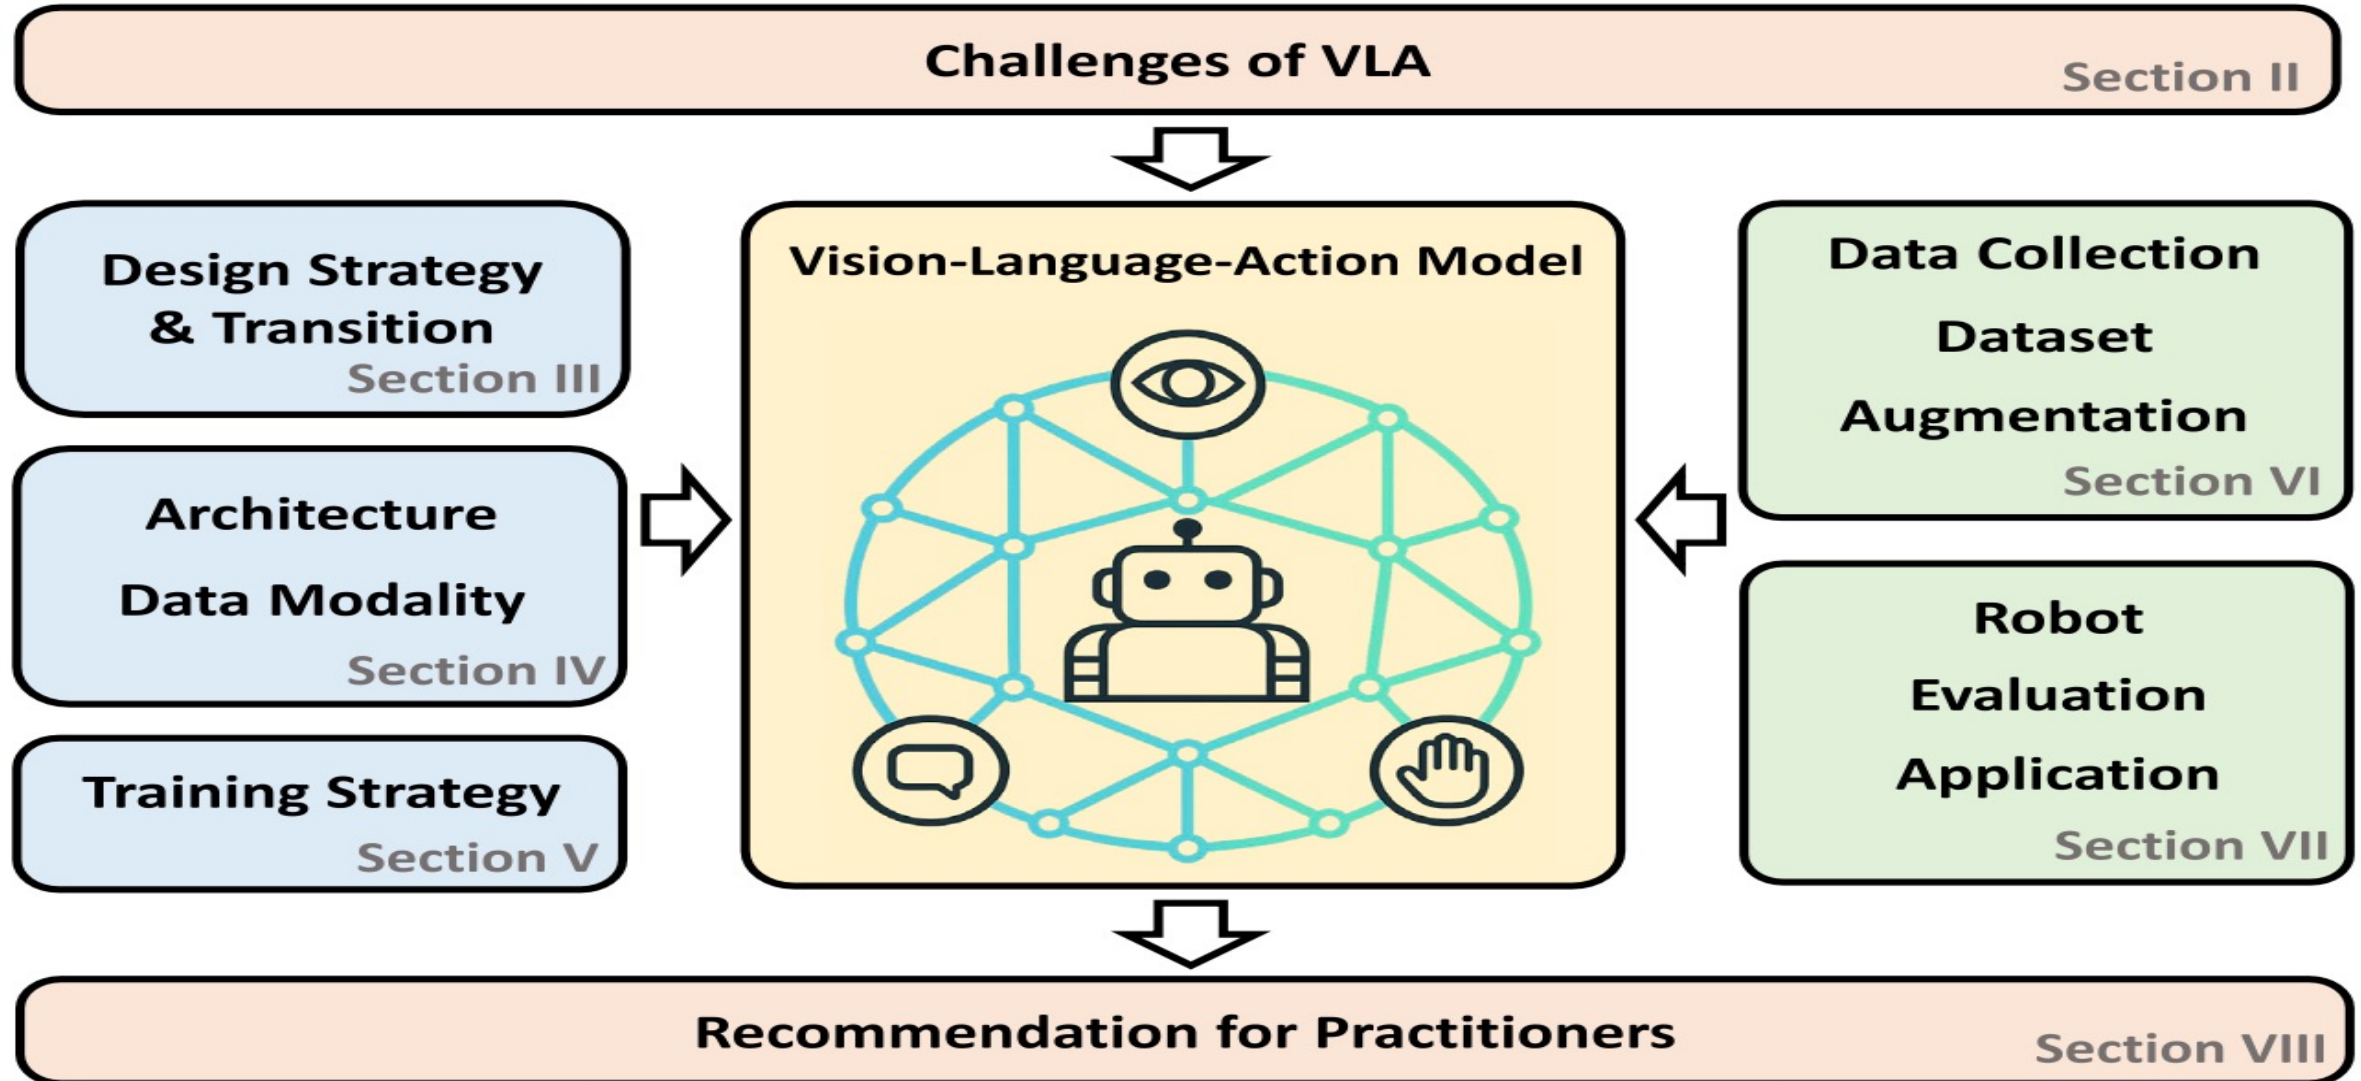 Challenges of VLA
Section II
Design Strategy
& Transition
Section III
Architecture
Data Modality
Section IV
Training Strategy
Section V
Vision-Language-Action Model
Data Collection
Dataset
Augmentation
Section VI
Robot
Evaluation
Application
Section VII
Recommendation for Practitioners
Section VIII